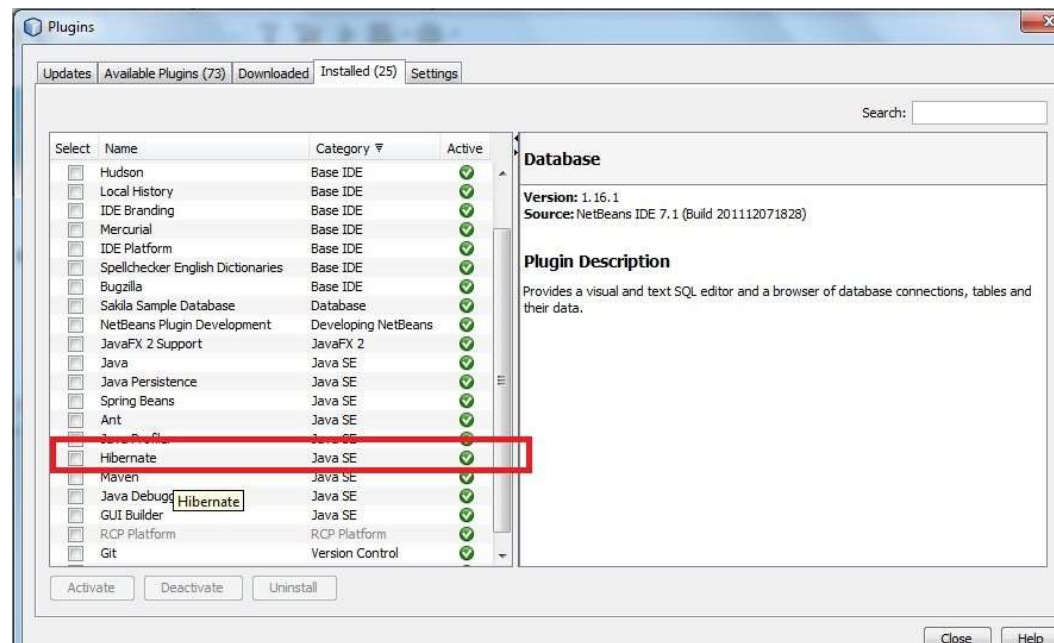 Plugins
Updates Available Plugins (73) Downloaded Installed (25) Settings
Search:
Select Name Category Active
Hudson Base IDE
Local History Base IDE
IDE Branding Base IDE
Mercurial Base IDE
IDE Platform Base IDE
Spellchecker English Dictionaries Base IDE
Bugzilla Base IDE
Sakila Sample Database Database
NetBeans Plugin Development Developing NetBeans
JavaFX 2 Support JavaFX 2
Java Java SE
Java Persistence Java SE
Spring Beans Java SE
Ant Java SE
Java Profiler Java SE
Hibernate Java SE
Maven Java SE
Java Debugg Java SE
Hibernate
GUI Builder Java SE
RCP Platform RCP Platform
Git Version Control
Database
Version: 1.16.1
Source: NetBeans IDE 7.1 (Build 201112071828)
Plugin Description
Provides a visual and text SQL editor and a browser of database connections, tables and
their data.
Activate Deactivate Uninstall
Close Help